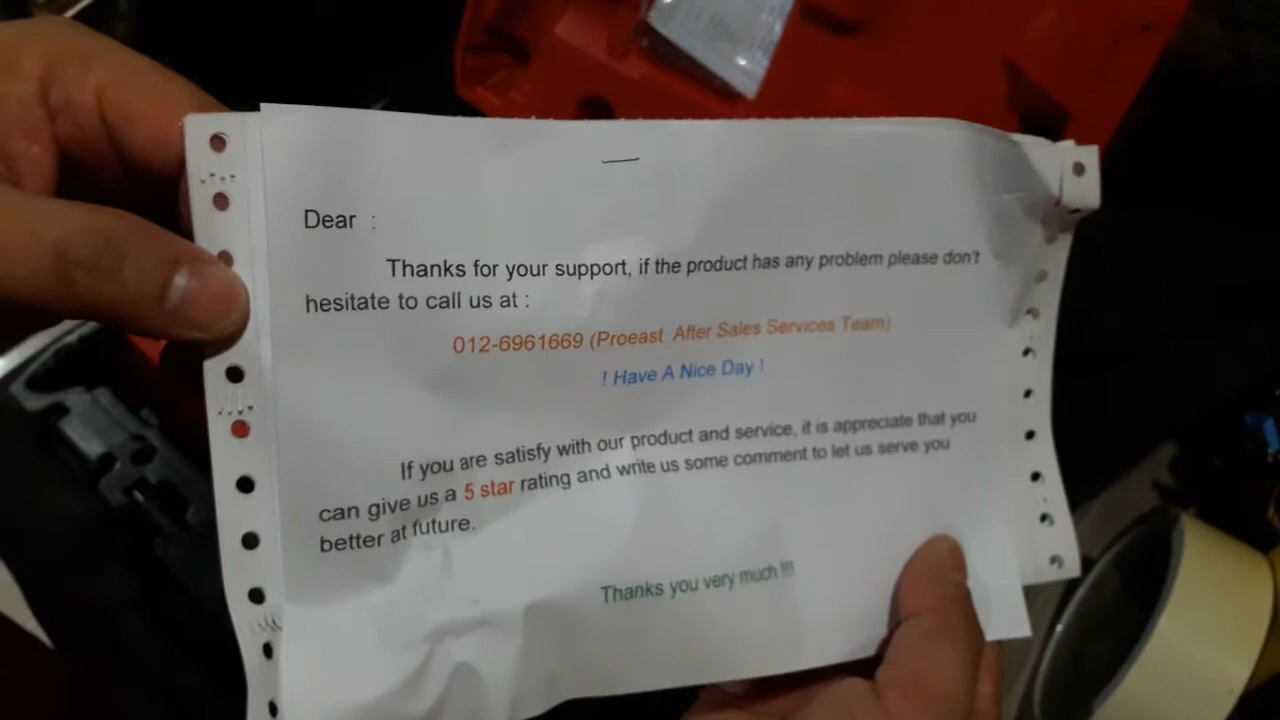 Dear :
Thanks for your support, if the product has any problem please don't
hesitate to call us at :
012-6961669 (Proeast After Sales Services Team)
! Have A Nice Day !
If you are satisfy with our product and service, it is appreciate that you
can give us a 5 star rating and write us some comment to let us serve you
better at future.
Thanks you very much !!!